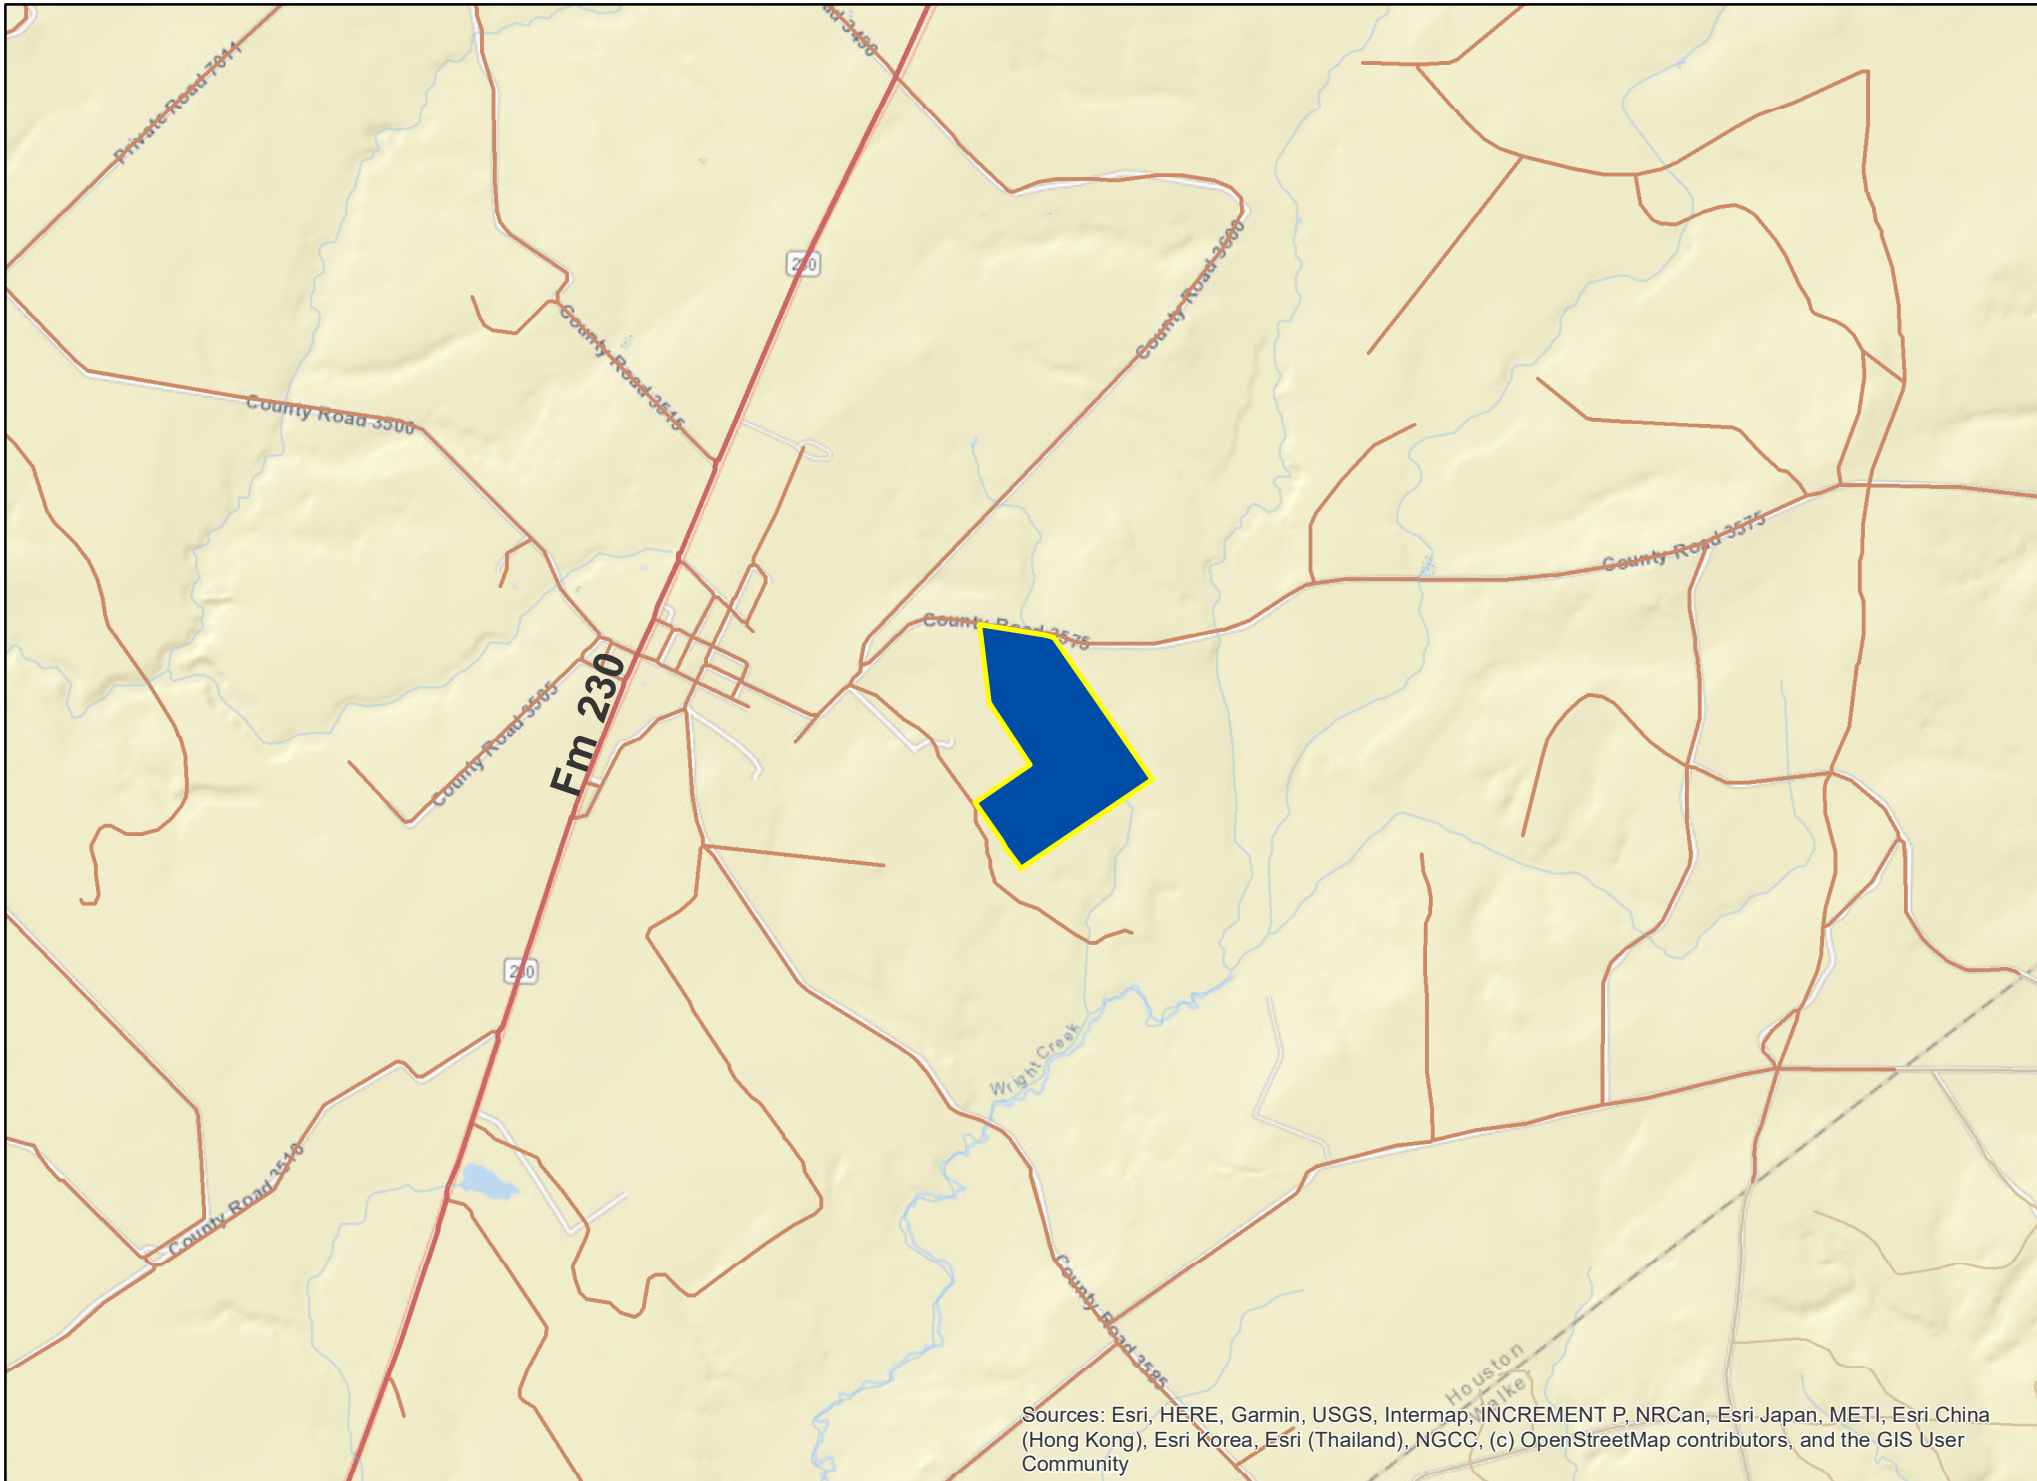 Private Road 7011
230
County Road 3500
County Road 3515
County Road 3600
County Road 3575
County Road 3575
County Road 3505
Fm 230
230
Wright Creek
County Road 3510
County Road 3585
Houston
Sources: Esri, HERE, Garmin, USGS, Intermap, INCREMENT P, NRCan, Esri Japan, METI, Esri China
(Hong Kong), Esri Korea, Esri (Thailand), NGCC, (c) OpenStreetMap contributors, and the GIS User
Community